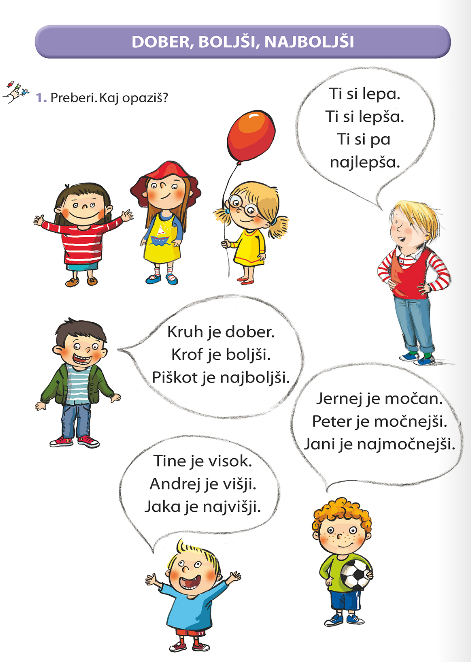 DOBER, BOLJŠI, NAJBOLJŠI
1. Preberi. Kaj opaziš?
Ti si lepa.
Ti si lepša.
Ti si pa
najlepša.
Kruh je dober.
Krof je boljši.
Piškot je najboljši.
Jernej je močan.
Peter je močnejši.
Jani je najmočnejši.
Tine je visok.
Andrej je višji.
Jaka je najvišji.